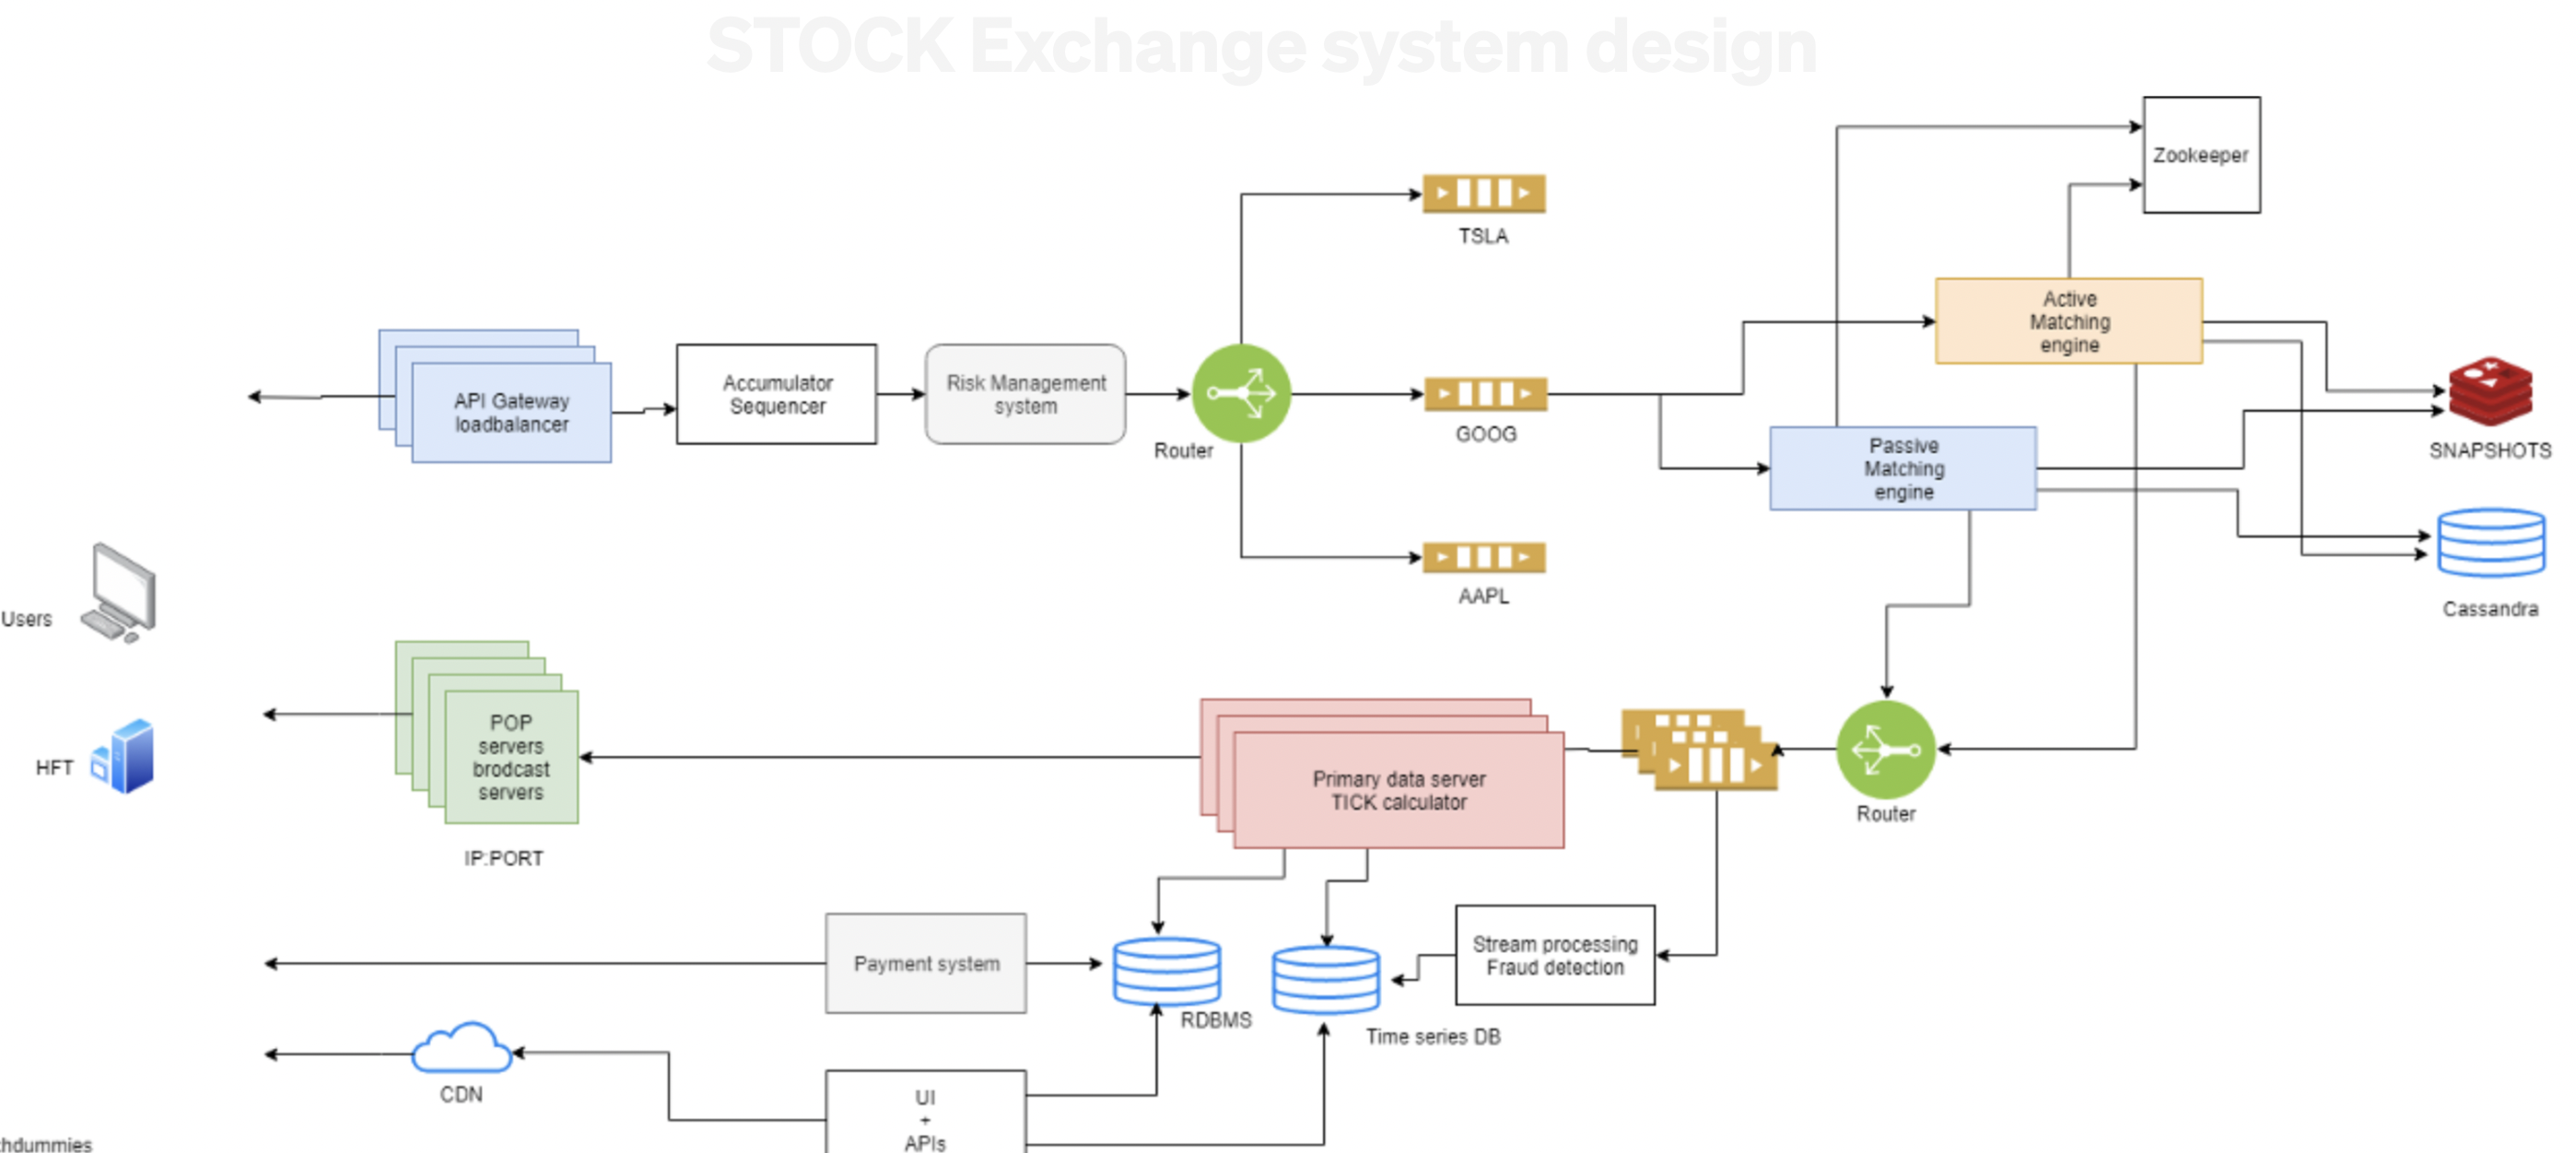 STOCK Exchange system design
Zookeeper
TSLA
Active
Matching
engine
API Gateway
loadbalancer
Accumulator
Sequencer
Risk Management
system
Router
GOOG
Passive
Matching
engine
SNAPSHOTS
AAPL
Cassandra
Users
HFT
POP
servers
brodcast
servers
IP:PORT
Primary data server
TICK calculator
Router
Payment system
RDBMS
Stream processing
Fraud detection
Time series DB
CDN
UI
+
APIs
hdummies